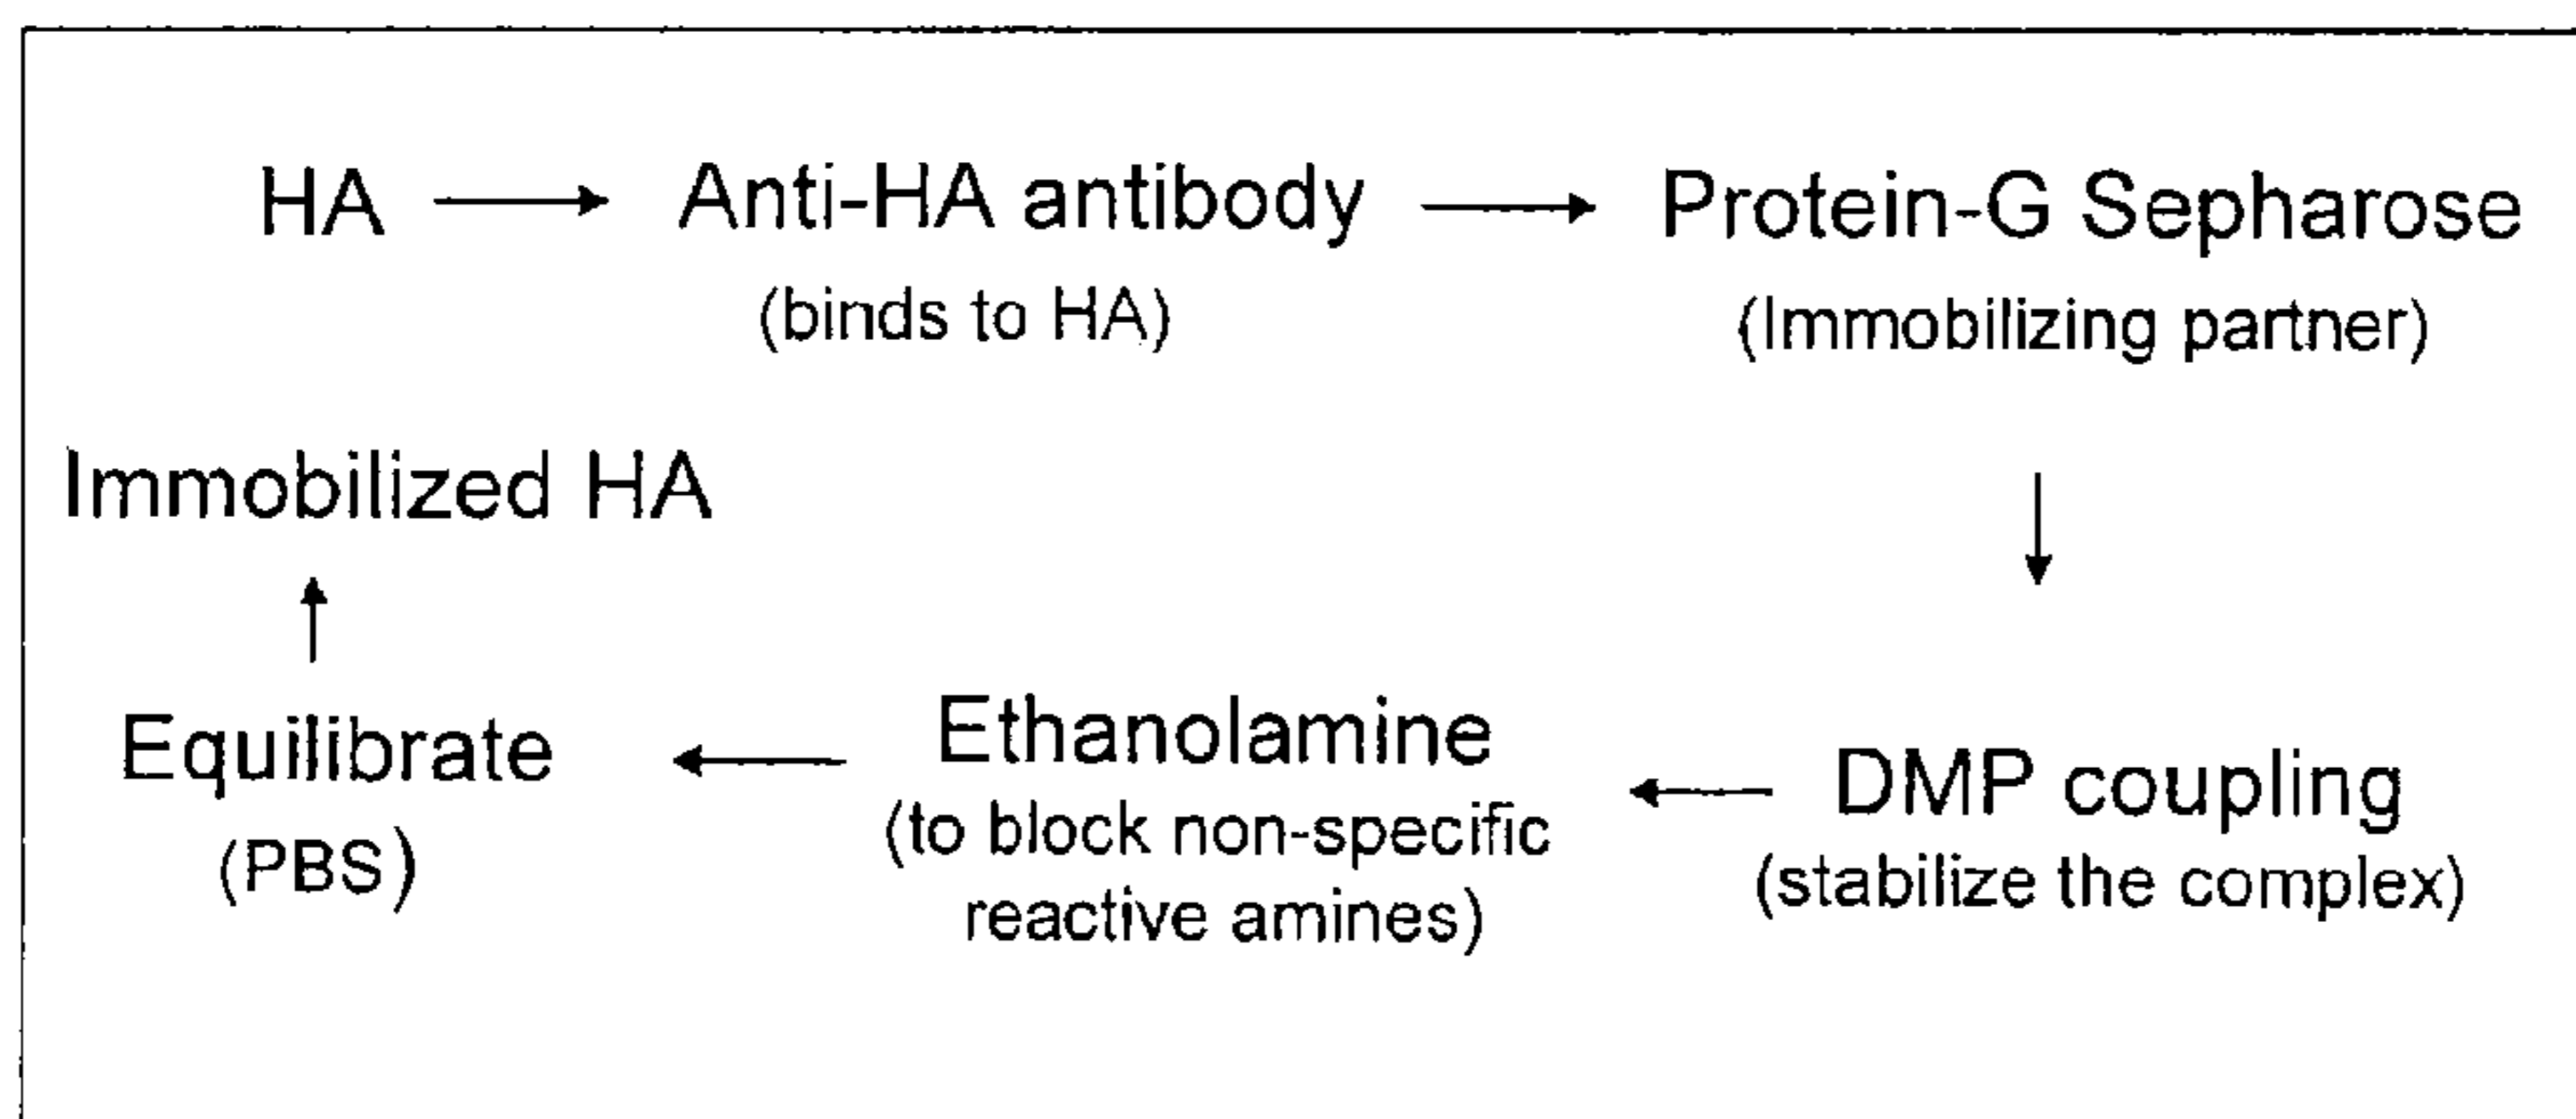 HA
Anti-HA antibody
(binds to HA)
Protein-G Sepharose
(Immobilizing partner)
DMP coupling
(stabilize the complex)
Ethanolamine
(to block non-specific
reactive amines)
Equilibrate
(PBS)
Immobilized HA